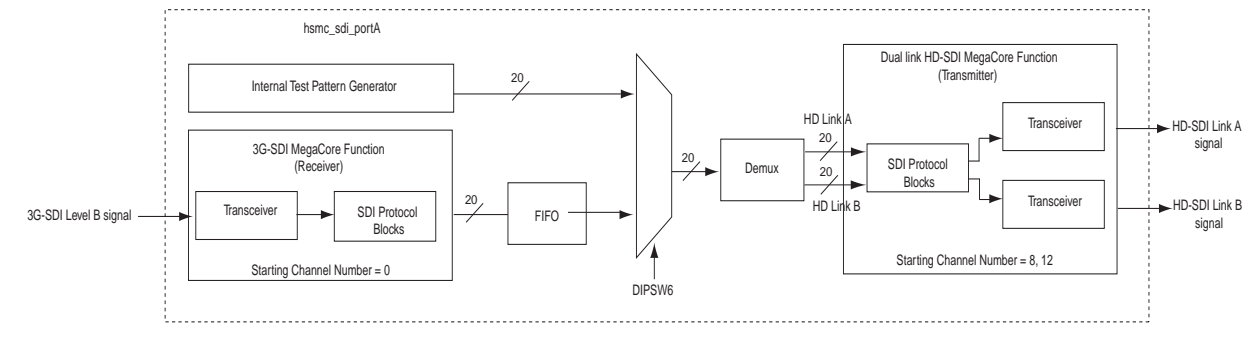 hsmc_sdi_portA
Internal Test Pattern Generator
20
3G-SDI MegaCore Function
(Receiver)
Transceiver
SDI Protocol
Blocks
Starting Channel Number = 0
3G-SDI Level B signal
20
FIFO
DIPSW6
20
Demux
HD Link A
20
20
HD Link B
Dual link HD-SDI MegaCore Function
(Transmitter)
SDI Protocol
Blocks
Transceiver
Transceiver
Starting Channel Number = 8, 12
HD-SDI Link A
signal
HD-SDI Link B
signal